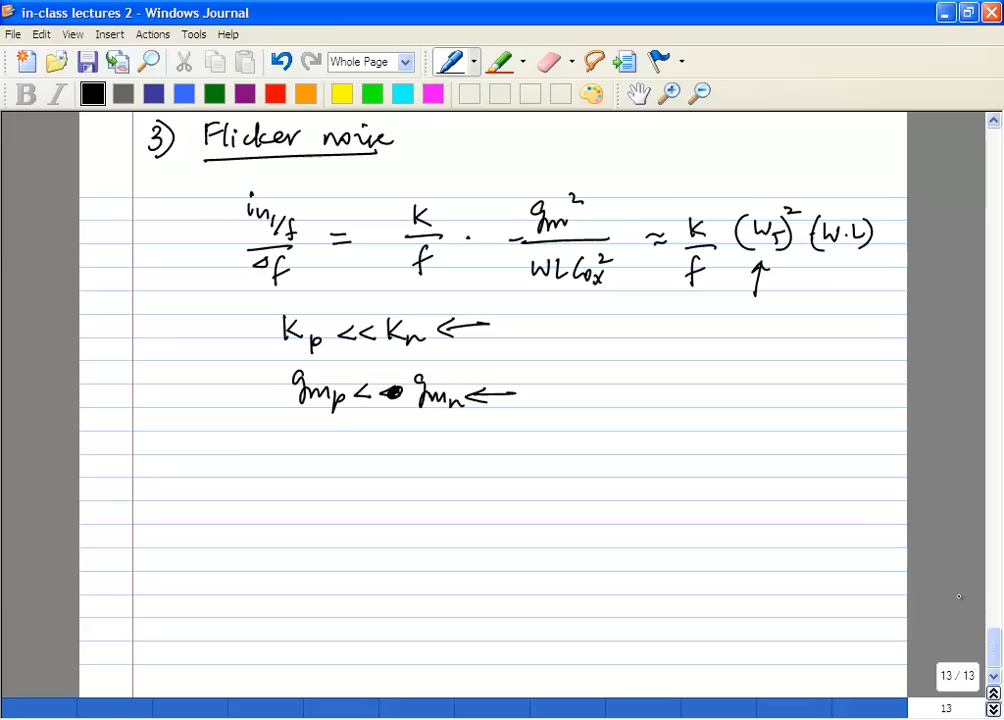 in-class lectures 2 - Windows Journal
File Edit View Insert Actions Tools Help
Whole Page
B I
3) Flicker noise
in1/f / Δf = K/f · gm² / WLCox² ≈ K/f (WT)² (W·L)
Kp << Kn ←
gmp < gmn ←
13 / 13
13